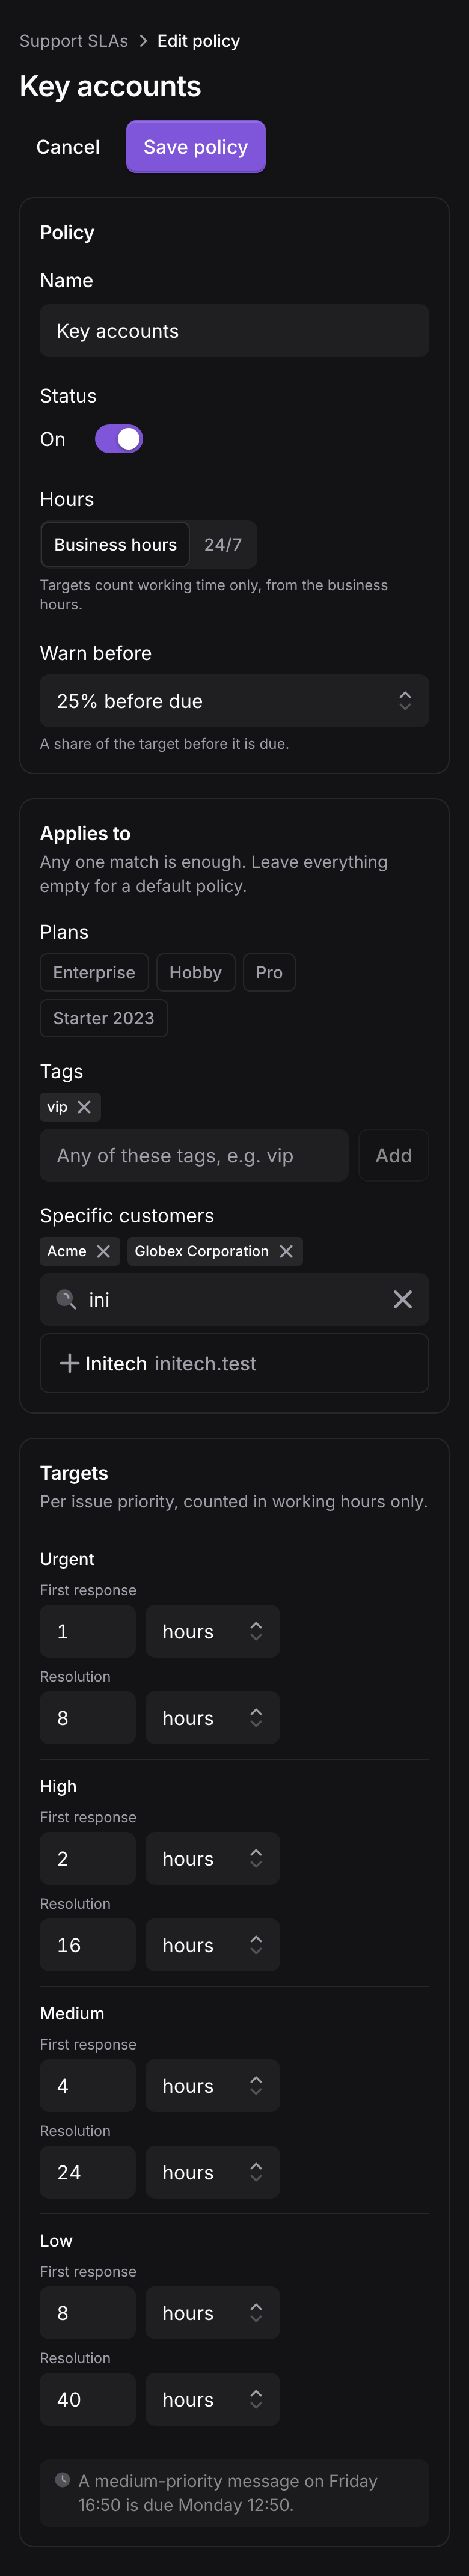 Support SLAs > Edit policy
Key accounts
Cancel
Save policy
Policy
Name
Key accounts
Status
On
Hours
Business hours
24/7
Targets count working time only, from the business
hours.
Warn before
25% before due
A share of the target before it is due.
Applies to
Any one match is enough. Leave everything
empty for a default policy.
Plans
Enterprise
Hobby
Pro
Starter 2023
Tags
vip
Any of these tags, e.g. vip
Add
Specific customers
Acme
Globex Corporation
ini
Initech initech.test
Targets
Per issue priority, counted in working hours only.
Urgent
First response
1 hours
Resolution
8 hours
High
First response
2 hours
Resolution
16 hours
Medium
First response
4 hours
Resolution
24 hours
Low
First response
8 hours
Resolution
40 hours
A medium-priority message on Friday
16:50 is due Monday 12:50.